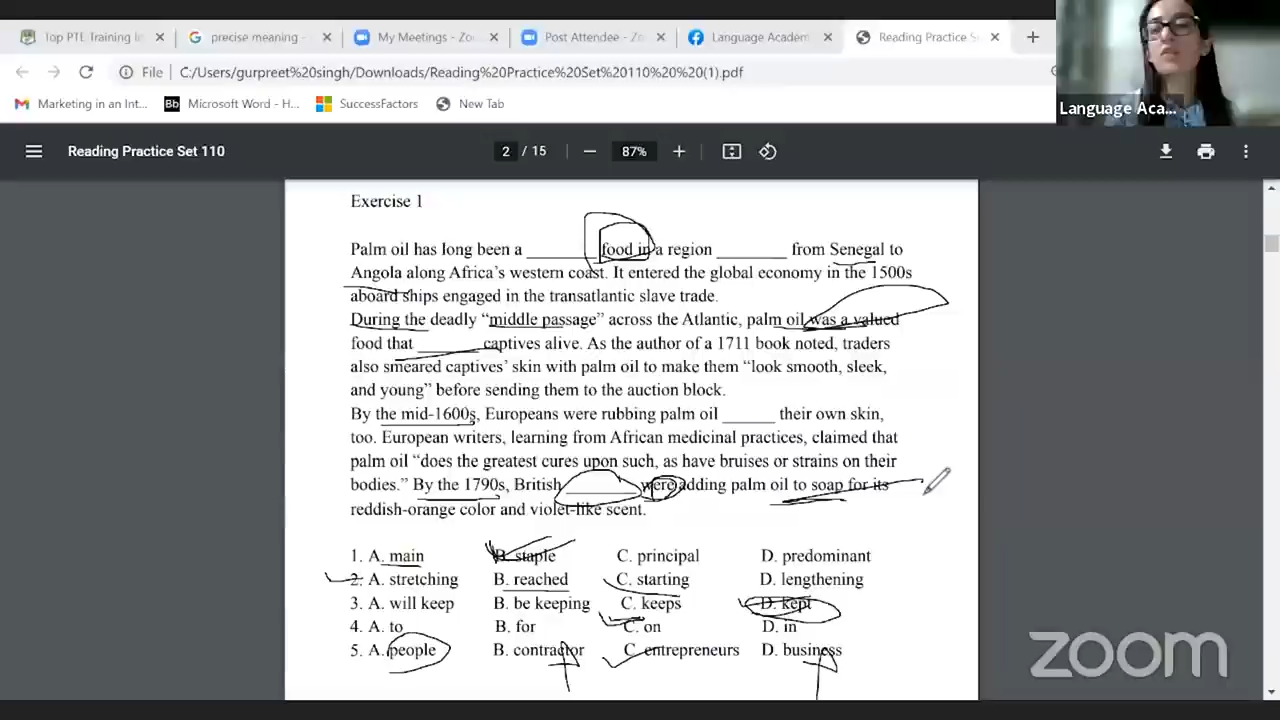 Top PTE Training I
precise meaning -
My Meetings - Zo
Post Attendee - Zo
Language Academ
Reading Practice S
File C:/Users/gurpreet%20singh/Downloads/Reading%20Practice%20Set%20110%20%20(1).pdf
Marketing in an Int... Bb Microsoft Word - H... SuccessFactors New Tab
Language Aca...
Reading Practice Set 110 2 / 15 87%
Exercise 1
Palm oil has long been a ________ food in a region ________ from Senegal to
Angola along Africa's western coast. It entered the global economy in the 1500s
aboard ships engaged in the transatlantic slave trade.
During the deadly “middle passage” across the Atlantic, palm oil was a valued
food that _______ captives alive. As the author of a 1711 book noted, traders
also smeared captives’ skin with palm oil to make them “look smooth, sleek,
and young” before sending them to the auction block.
By the mid-1600s, Europeans were rubbing palm oil ______ their own skin,
too. European writers, learning from African medicinal practices, claimed that
palm oil “does the greatest cures upon such, as have bruises or strains on their
bodies.” By the 1790s, British ________ were adding palm oil to soap for its
reddish-orange color and violet-like scent.
1. A. main B. staple C. principal D. predominant
2. A. stretching B. reached C. starting D. lengthening
3. A. will keep B. be keeping C. keeps D. kept
4. A. to B. for C. on D. in
5. A. people B. contractor C. entrepreneurs D. business
zoom